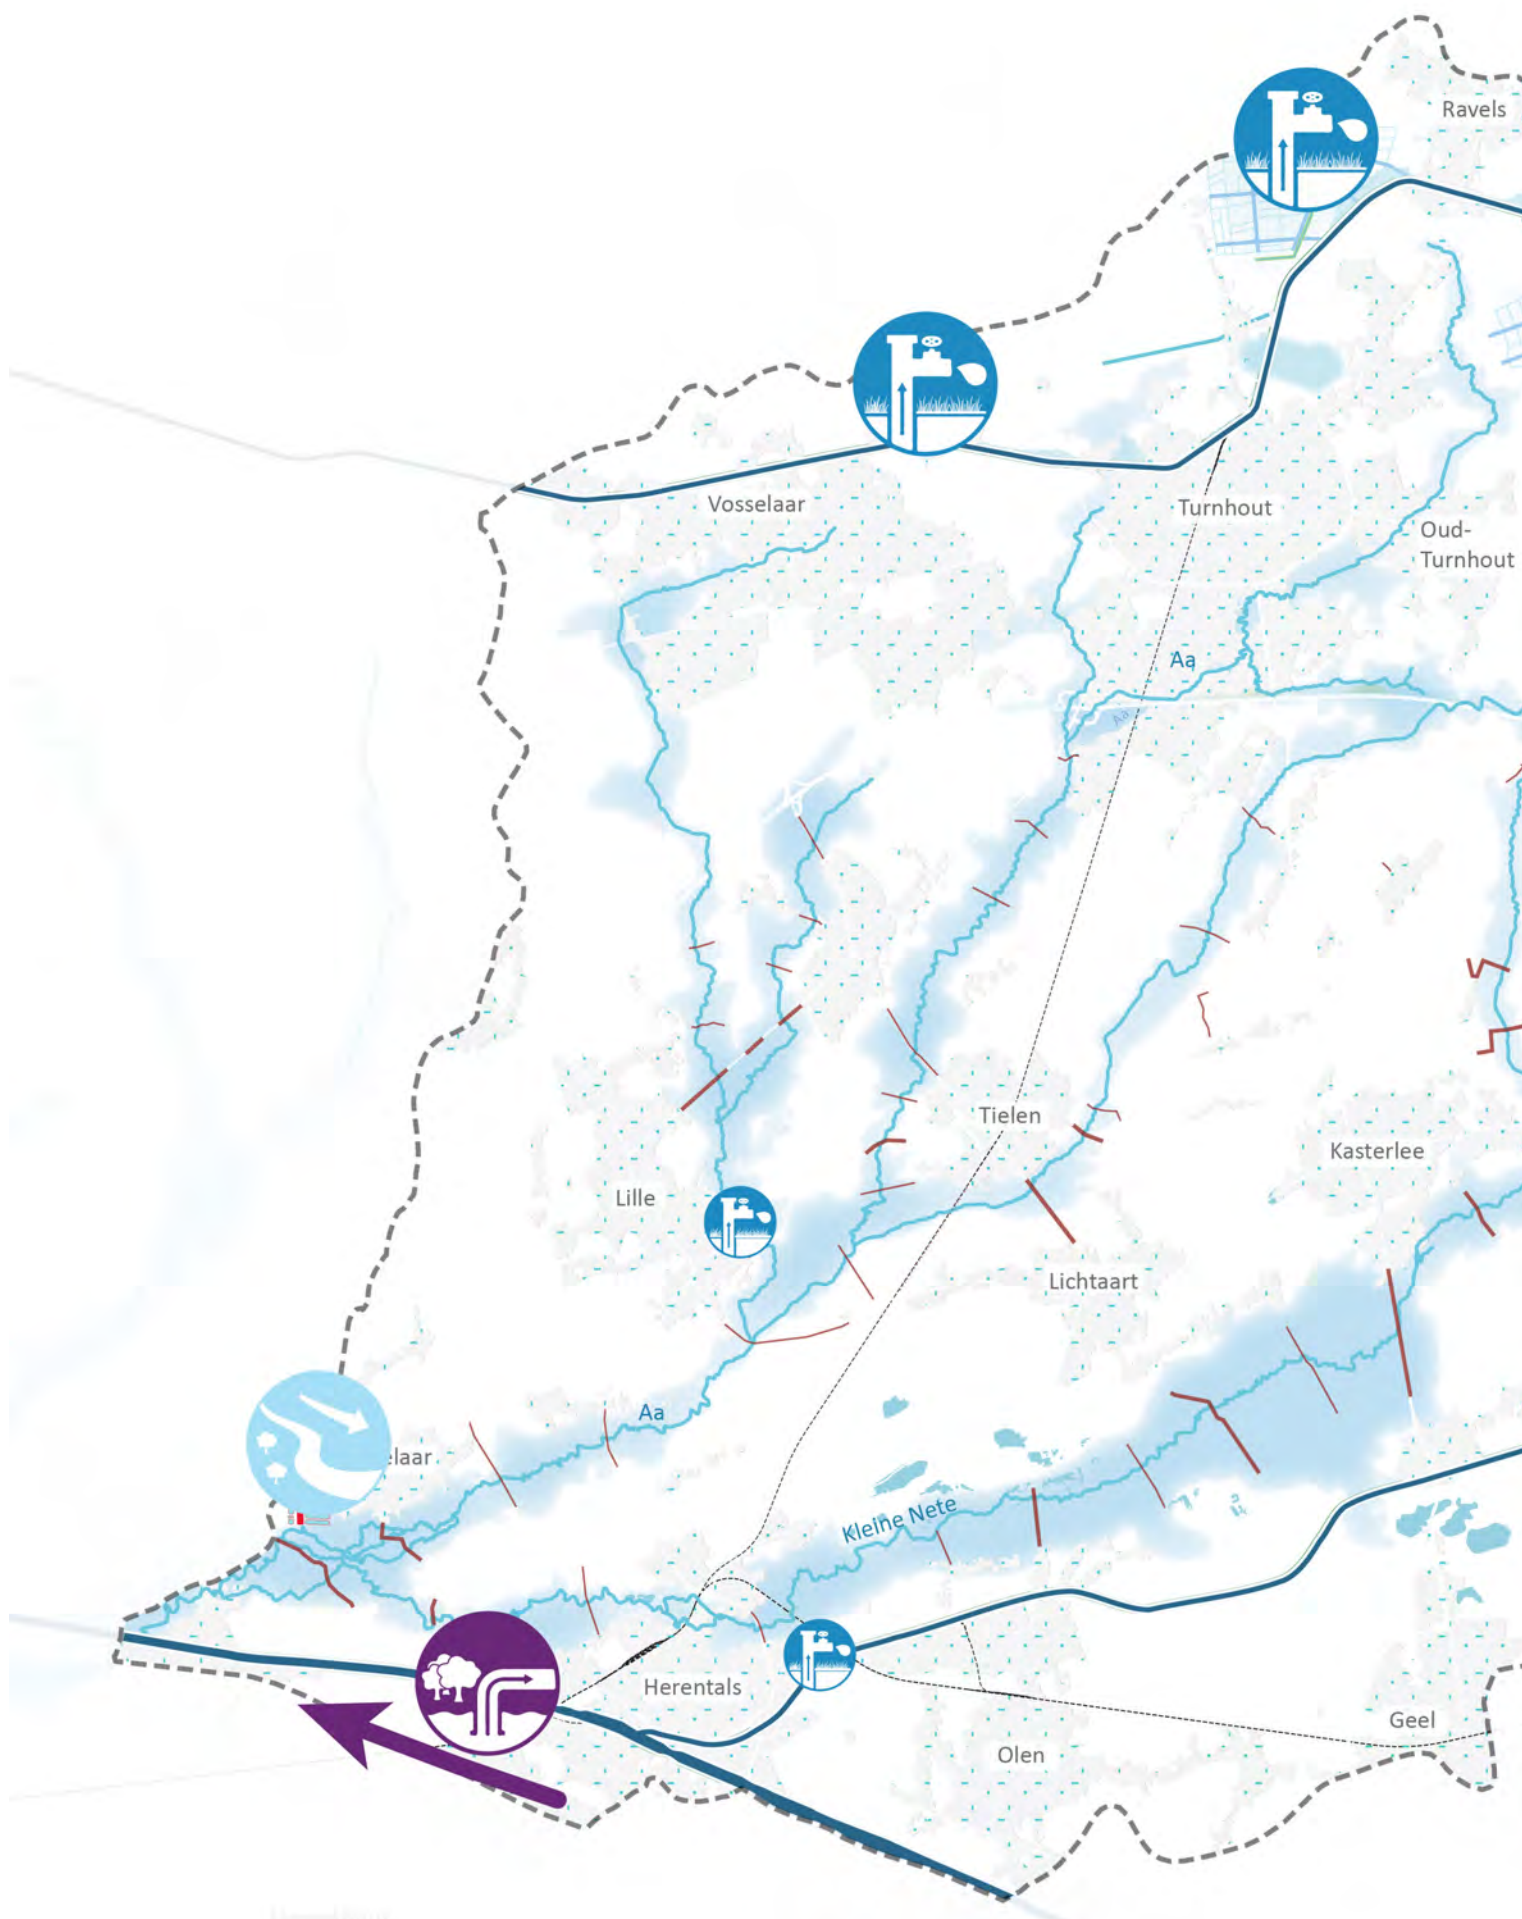 Ravels
Vosselaar
Turnhout
Oud-
Turnhout
Aa
Aa
Tielen
Kasterlee
Lille
Lichtaart
Aa
laar
Kleine Nete
Herentals
Geel
Olen